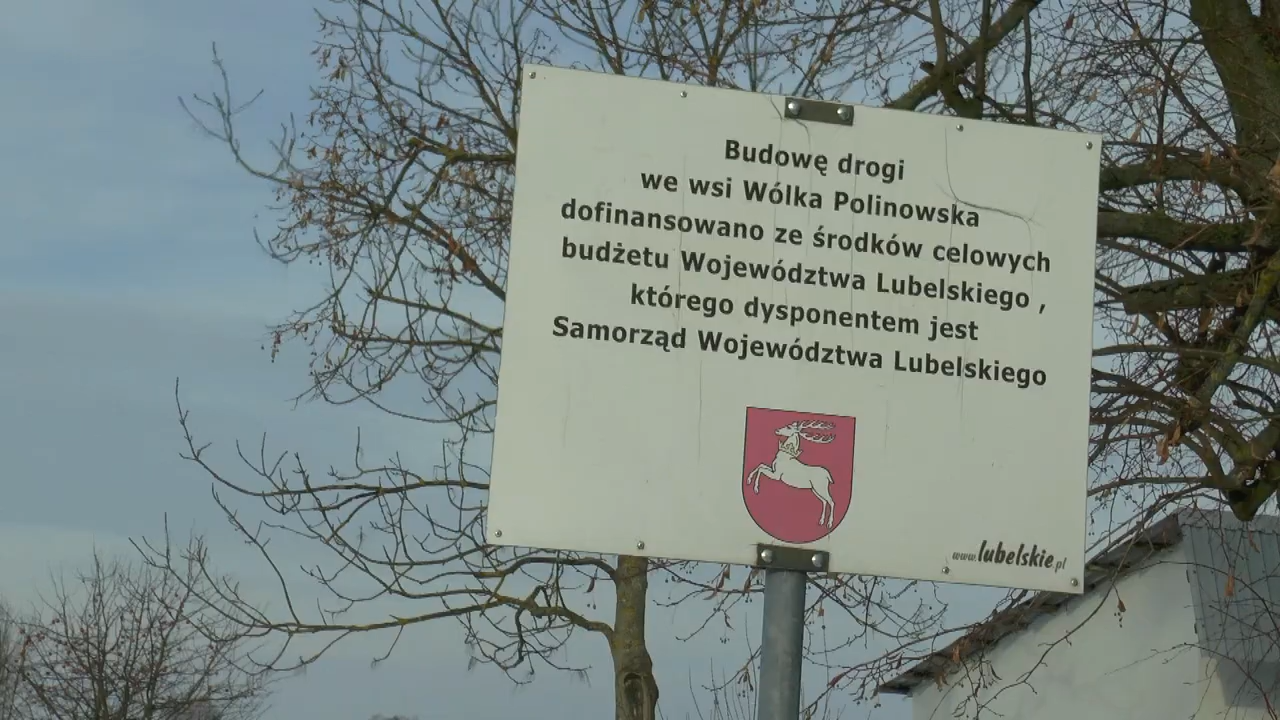 Budowę drogi
we wsi Wólka Polinowska
dofinansowano ze środków celowych
budżetu Województwa Lubelskiego ,
którego dysponentem jest
Samorząd Województwa Lubelskiego
www.lubelskie.pl